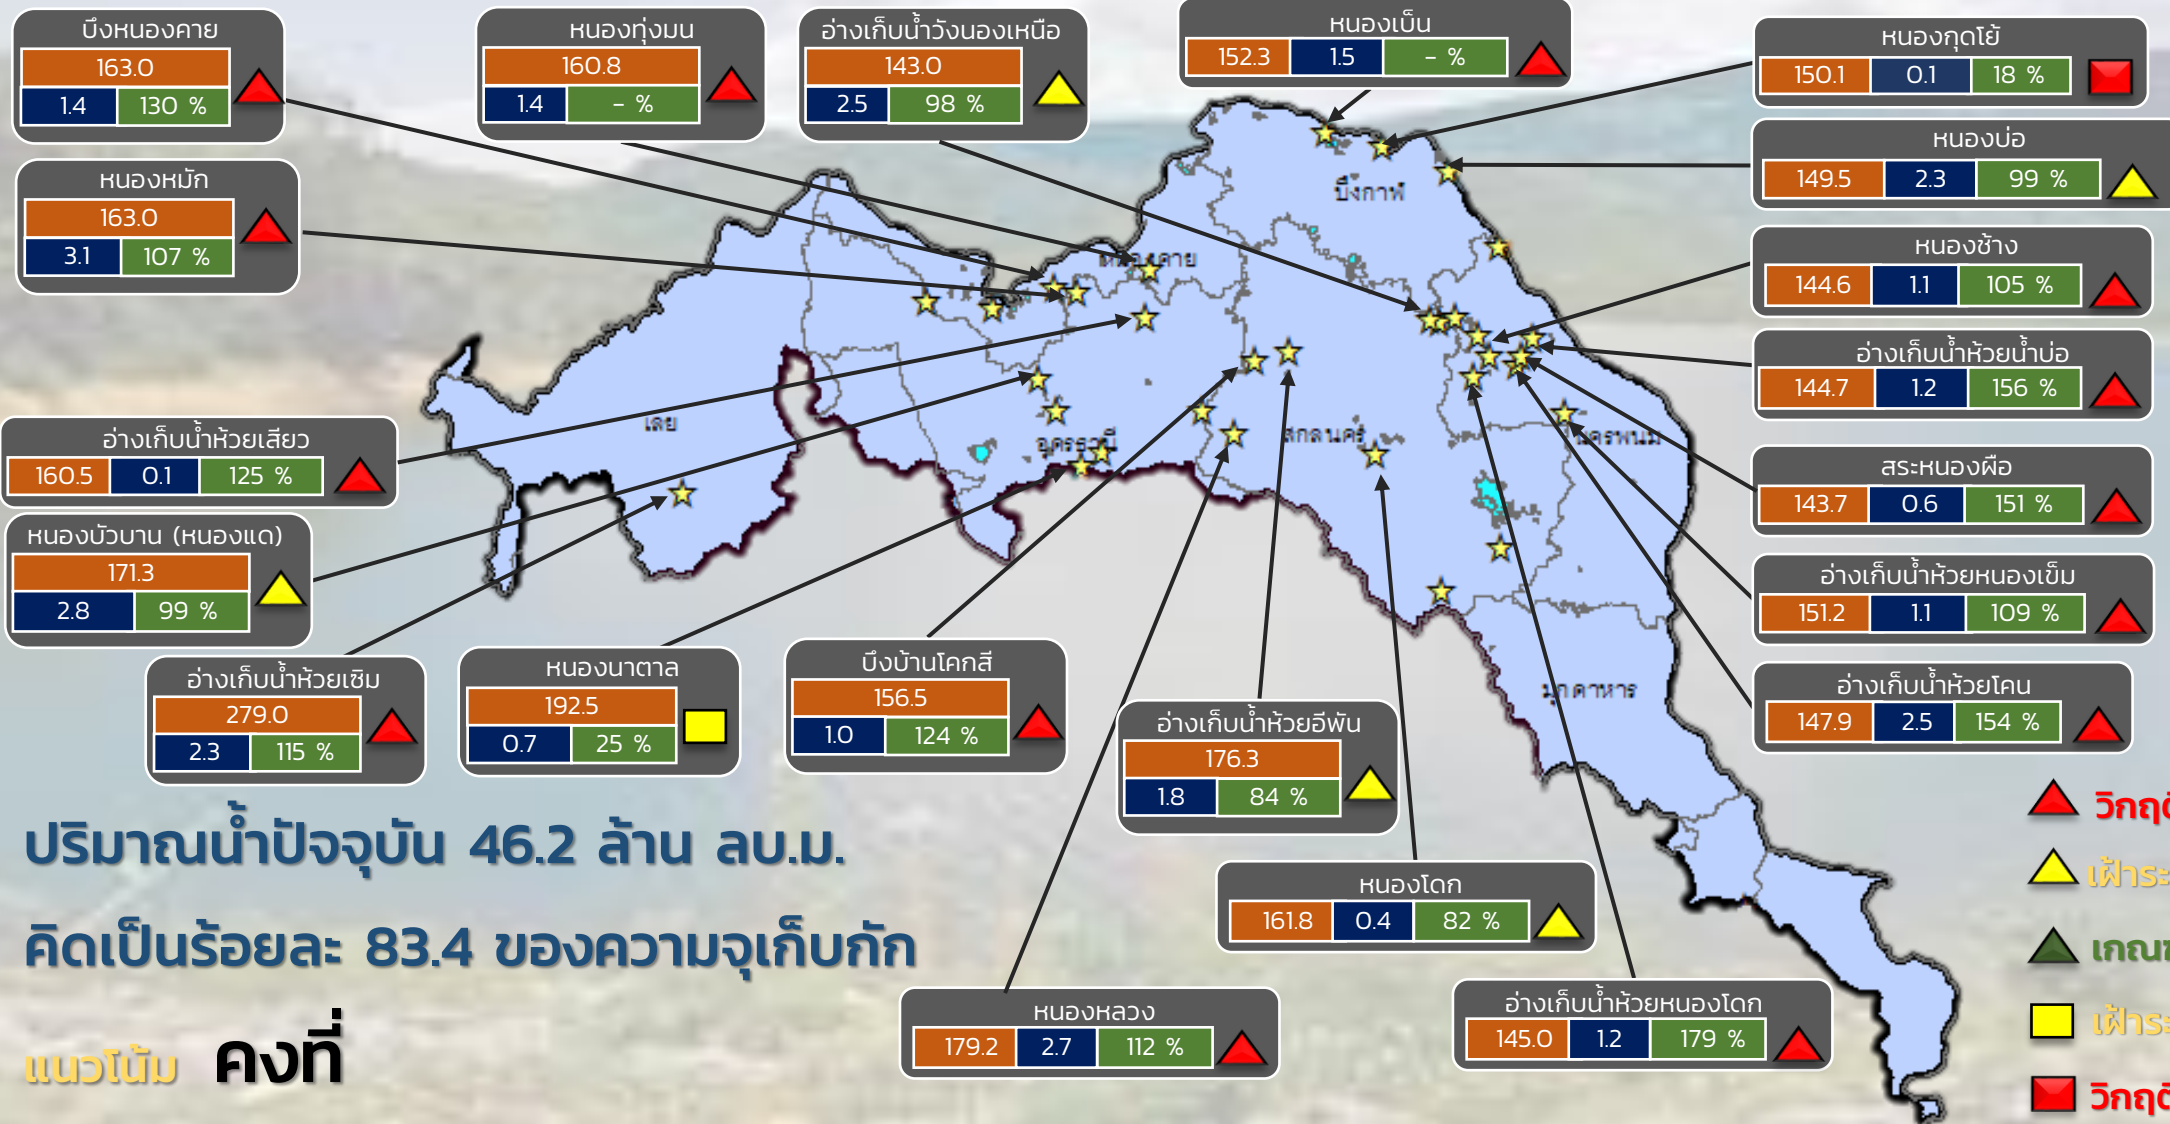 บึงหนองคาย
163.0
1.4 130 %
หนองทุ่งมน
160.8
1.4 - %
อ่างเก็บน้ำวังนองเหนือ
143.0
2.5 98 %
หนองเบ็น
152.3 1.5 - %
หนองกุดโย้
150.1 0.1 18 %
หนองหมัก
163.0
3.1 107 %
หนองบ่อ
149.5 2.3 99 %
หนองช้าง
144.6 1.1 105 %
อ่างเก็บน้ำห้วยน้ำบ่อ
144.7 1.2 156 %
สระหนองผือ
143.7 0.6 151 %
อ่างเก็บน้ำห้วยหนองเข็ม
151.2 1.1 109 %
อ่างเก็บน้ำห้วยโคน
147.9 2.5 154 %
อ่างเก็บน้ำห้วยเสียว
160.5 0.1 125 %
หนองบัวบาน (หนองแด)
171.3
2.8 99 %
อ่างเก็บน้ำห้วยเซิม
279.0
2.3 115 %
หนองนาตาล
192.5
0.7 25 %
บึงบ้านโคกสี
156.5
1.0 124 %
อ่างเก็บน้ำห้วยอีพัน
176.3
1.8 84 %
หนองโดก
161.8 0.4 82 %
หนองหลวง
179.2 2.7 112 %
อ่างเก็บน้ำห้วยหนองโดก
145.0 1.2 179 %
บึงกาฬ
หนองคาย
เลย
อุดรธานี
สกลนคร
นครพนม
มุกดาหาร
ปริมาณน้ำปัจจุบัน 46.2 ล้าน ลบ.ม.
คิดเป็นร้อยละ 83.4 ของความจุเก็บกัก
แนวโน้ม คงที่